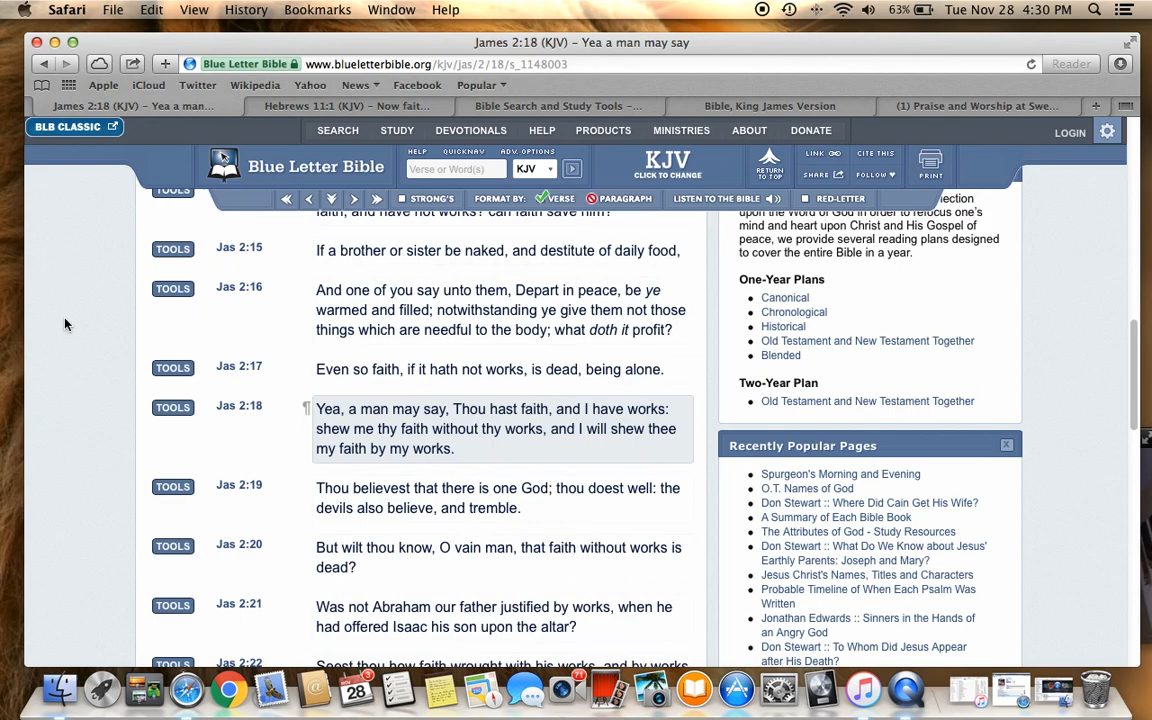 Safari File Edit View History Bookmarks Window Help 63% Tue Nov 28 4:30 PM
James 2:18 (KJV) – Yea a man may say
Blue Letter Bible www.blueletterbible.org/kjv/jas/2/18/s_1148003 Reader
Apple iCloud Twitter Wikipedia Yahoo News Facebook Popular
James 2:18 (KJV) – Yea a man... Hebrews 11:1 (KJV) – Now fait... Bible Search and Study Tools –... Bible, King James Version (1) Praise and Worship at Swe... +
BLB CLASSIC SEARCH STUDY DEVOTIONALS HELP PRODUCTS MINISTRIES ABOUT DONATE LOGIN
HELP QUICKNAV ADV. OPTIONS
Blue Letter Bible Verse or Word(s) KJV
KJV
CLICK TO CHANGE
RETURN TO TOP
LINK CITE THIS
SHARE FOLLOW PRINT
STRONG'S FORMAT BY: VERSE PARAGRAPH LISTEN TO THE BIBLE RED-LETTER
TOOLS
faith, and have not works? can faith save him?
TOOLS Jas 2:15 If a brother or sister be naked, and destitute of daily food,
TOOLS Jas 2:16 And one of you say unto them, Depart in peace, be ye
warmed and filled; notwithstanding ye give them not those
things which are needful to the body; what doth it profit?
TOOLS Jas 2:17 Even so faith, if it hath not works, is dead, being alone.
TOOLS Jas 2:18 ¶ Yea, a man may say, Thou hast faith, and I have works:
shew me thy faith without thy works, and I will shew thee
my faith by my works.
TOOLS Jas 2:19 Thou believest that there is one God; thou doest well: the
devils also believe, and tremble.
TOOLS Jas 2:20 But wilt thou know, O vain man, that faith without works is
dead?
TOOLS Jas 2:21 Was not Abraham our father justified by works, when he
had offered Isaac his son upon the altar?
TOOLS Jas 2:22 Seest thou how faith wrought with his works, and by works
upon the Word of God in order to refocus one's
mind and heart upon Christ and His Gospel of
peace, we provide several reading plans designed
to cover the entire Bible in a year.
One-Year Plans
Canonical
Chronological
Historical
Old Testament and New Testament Together
Blended
Two-Year Plan
Old Testament and New Testament Together
Recently Popular Pages x
Spurgeon's Morning and Evening
O.T. Names of God
Don Stewart :: Where Did Cain Get His Wife?
A Summary of Each Bible Book
The Attributes of God - Study Resources
Don Stewart :: What Do We Know about Jesus'
Earthly Parents: Joseph and Mary?
Jesus Christ's Names, Titles and Characters
Probable Timeline of When Each Psalm Was
Written
Jonathan Edwards :: Sinners in the Hands of
an Angry God
Don Stewart :: To Whom Did Jesus Appear
after His Death?
28 3 71